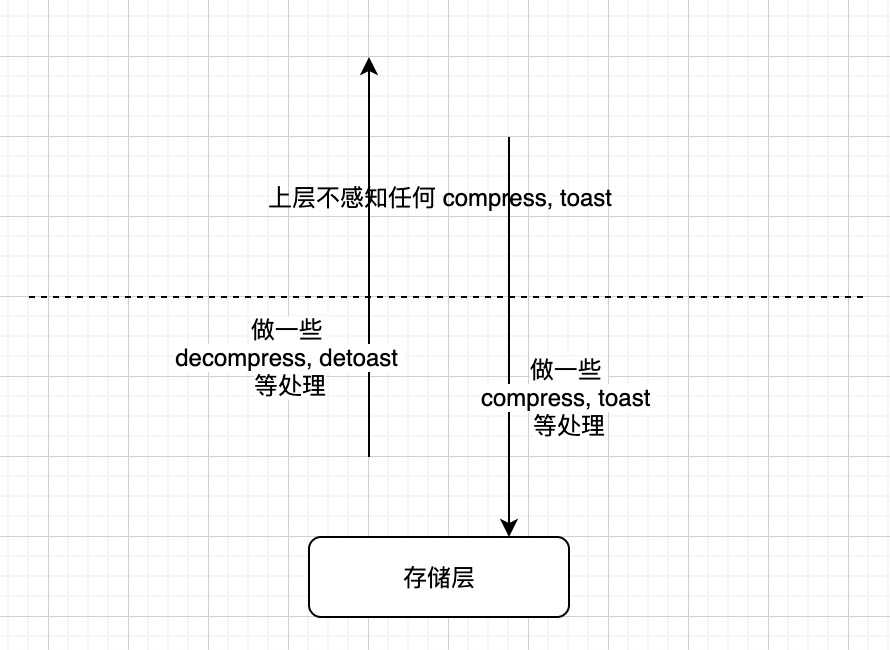 上层不感知任何 compress, toast
做一些
decompress, detoast
等处理
做一些
compress, toast
等处理
存储层